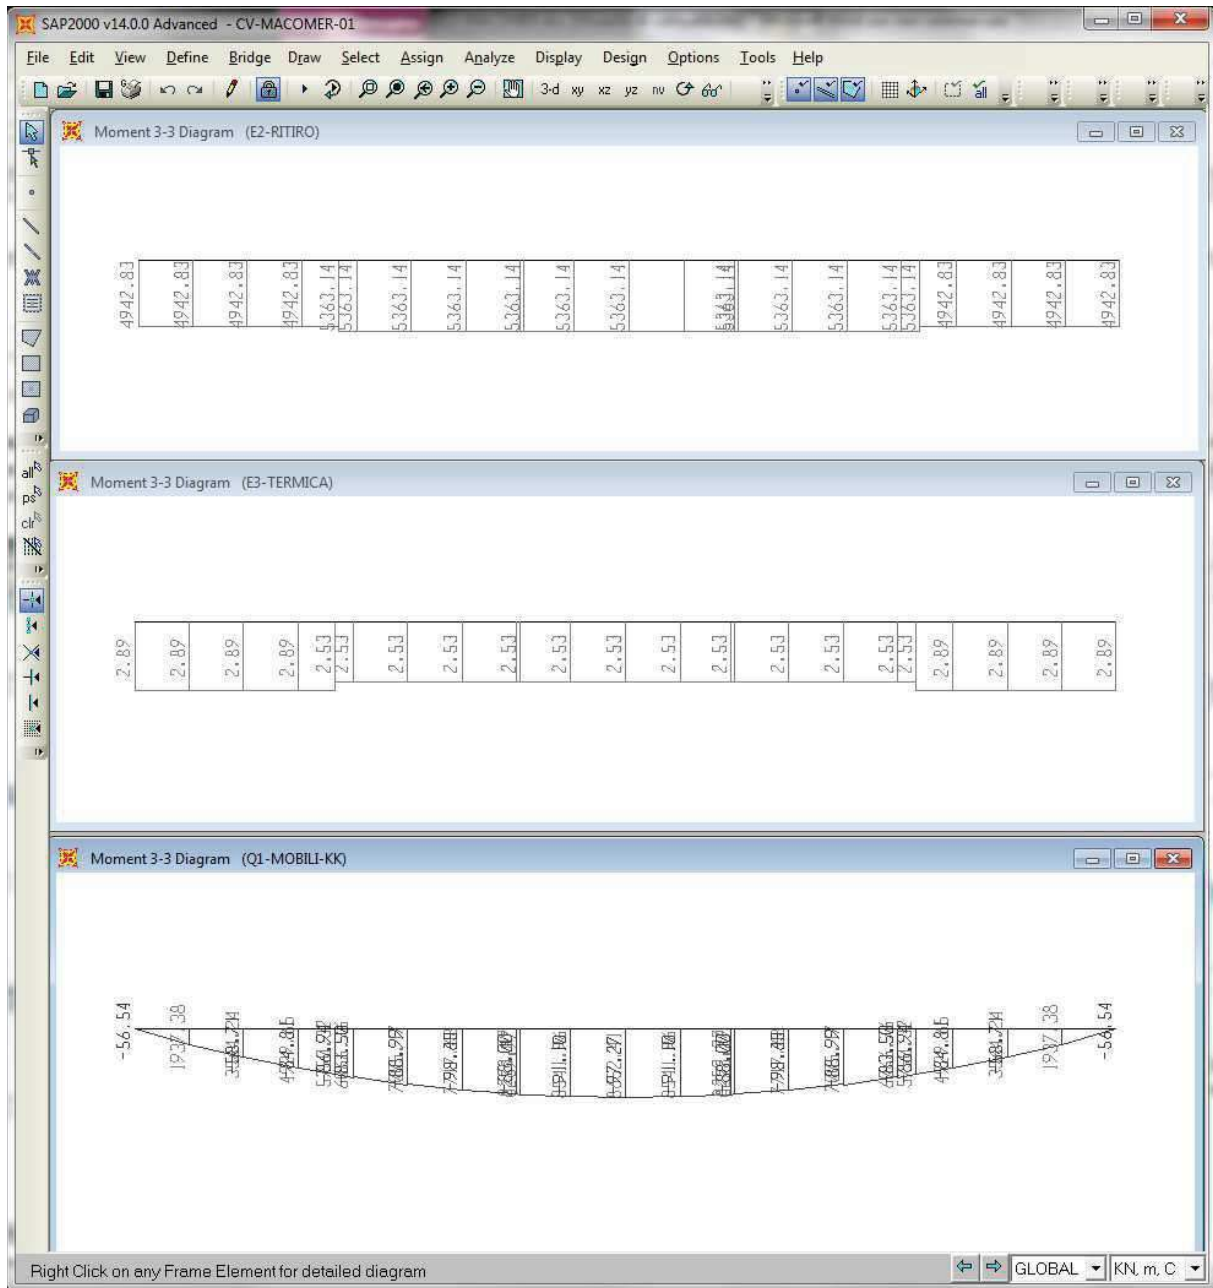 SAP2000 v14.0.0 Advanced - CV-MACOMER-01
File Edit View Define Bridge Draw Select Assign Analyze Display Design Options Tools Help
3-d xy xz yz nv all
Moment 3-3 Diagram (E2-RITIRO)
4942.83 4942.83 4942.83 4942.83 5363.14 5363.14 5363.14 5363.14 5363.14 5363.14 5363.14 5363.14 5363.14 5363.14 5363.14 5363.14 4942.83 4942.83 4942.83 4942.83
all
ps
clr
Moment 3-3 Diagram (E3-TERMICA)
2.89 2.89 2.89 2.89 2.53 2.53 2.53 2.53 2.53 2.53 2.53 2.53 2.53 2.53 2.53 2.53 2.53 2.89 2.89 2.89 2.89
Moment 3-3 Diagram (Q1-MOBILI-KK)
-56.54 1937.38 1937.38 -56.54
Right Click on any Frame Element for detailed diagram
GLOBAL KN, m, C